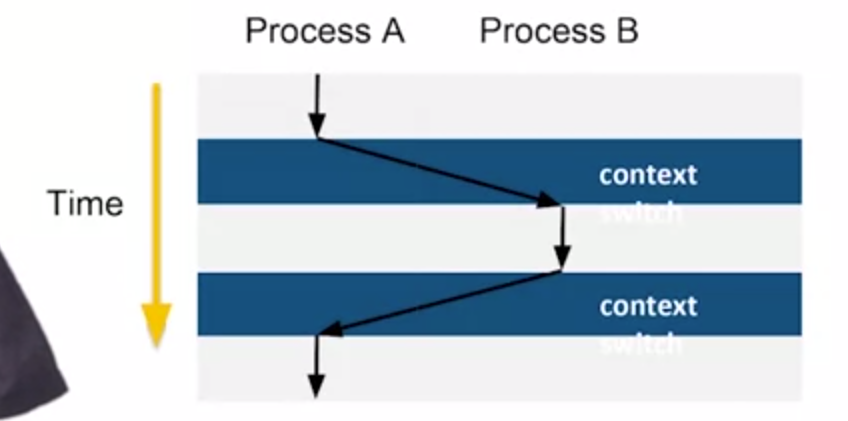 Process A Process B
context
switch
Time
context
switch